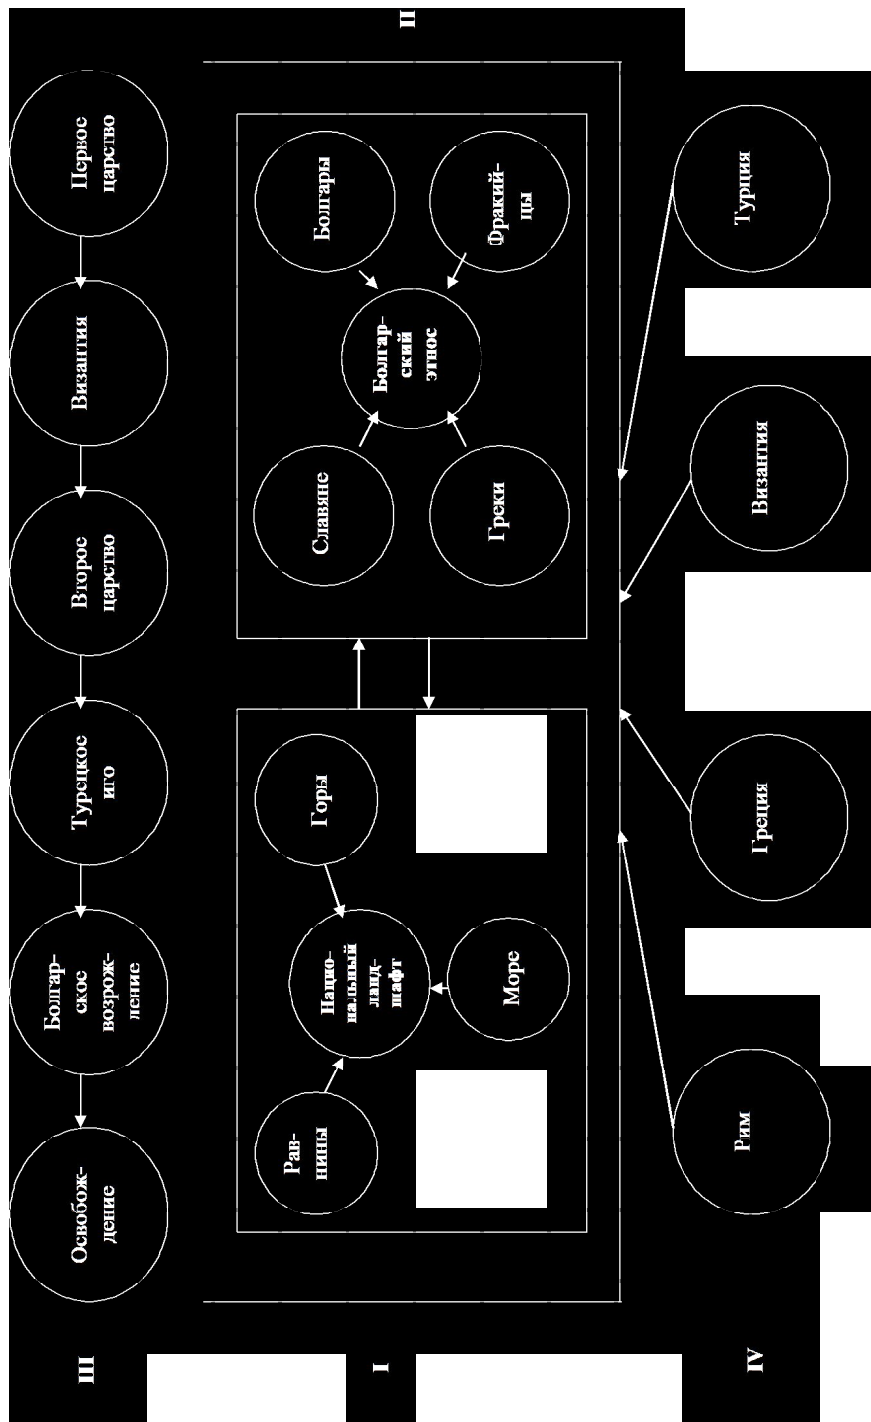 III
Освобож-
дение
Болгар-
ское
возрож-
дение
Турецкое
иго
Второе
царство
Византия
Первое
царство
I
Рав-
нины
Нацио-
нальный
ланд-
шафт
Горы
Море
Славяне
Греки
Болгар-
ский
этнос
Болгары
Фракий-
цы
II
IV
Рим
Греция
Византия
Турция